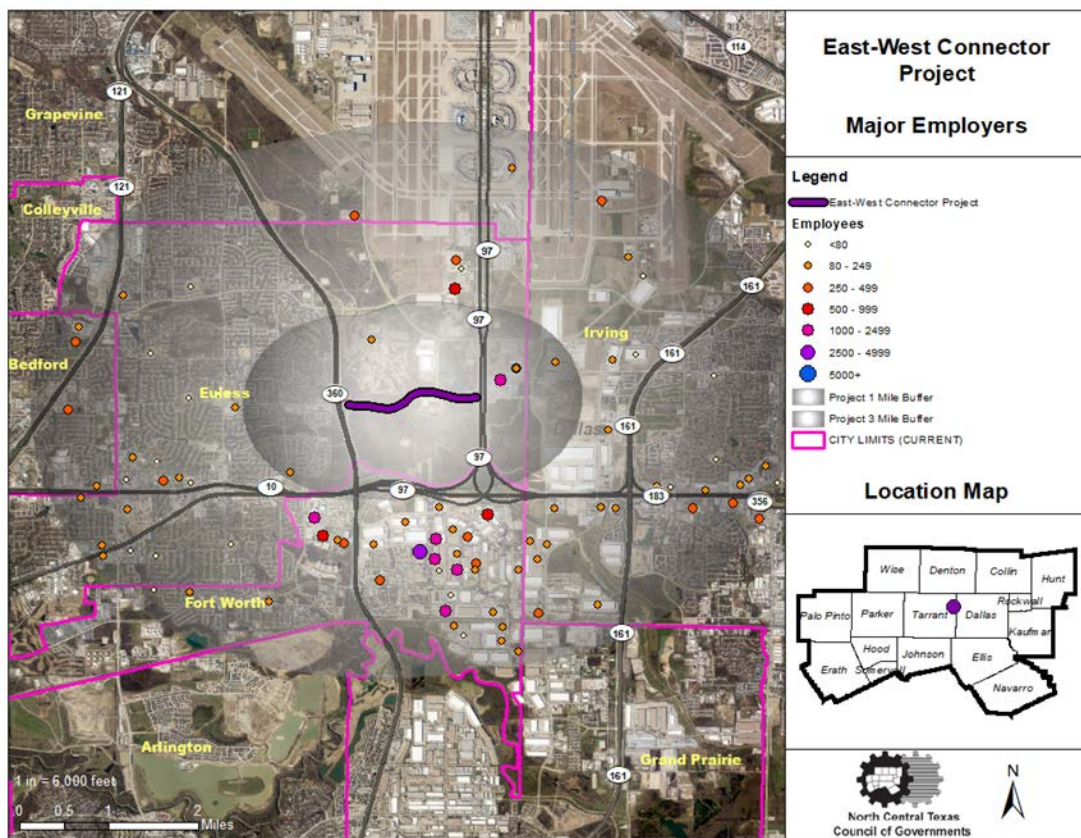 East-West Connector
Project
Major Employers
Legend
East-West Connector Project
Employees
<80
80 - 249
250 - 499
500 - 999
1000 - 2499
2500 - 4999
5000+
Project 1 Mile Buffer
Project 3 Mile Buffer
CITY LIMITS (CURRENT)
Location Map
Wise
Denton
Collin
Hunt
Rockwall
Palo Pinto
Parker
Tarrant
Dallas
Kaufman
Hood
Johnson
Ellis
Somervell
Erath
Navarro
North Central Texas
Council of Governments
N
114
121
Grapevine
121
Colleyville
97
161
97
Irving
Bedford
161
Euless
360
161
97
10
97
183
356
Fort Worth
161
Arlington
Grand Prairie
161
1 in = 6,000 feet
0 0.5 1 2
Miles